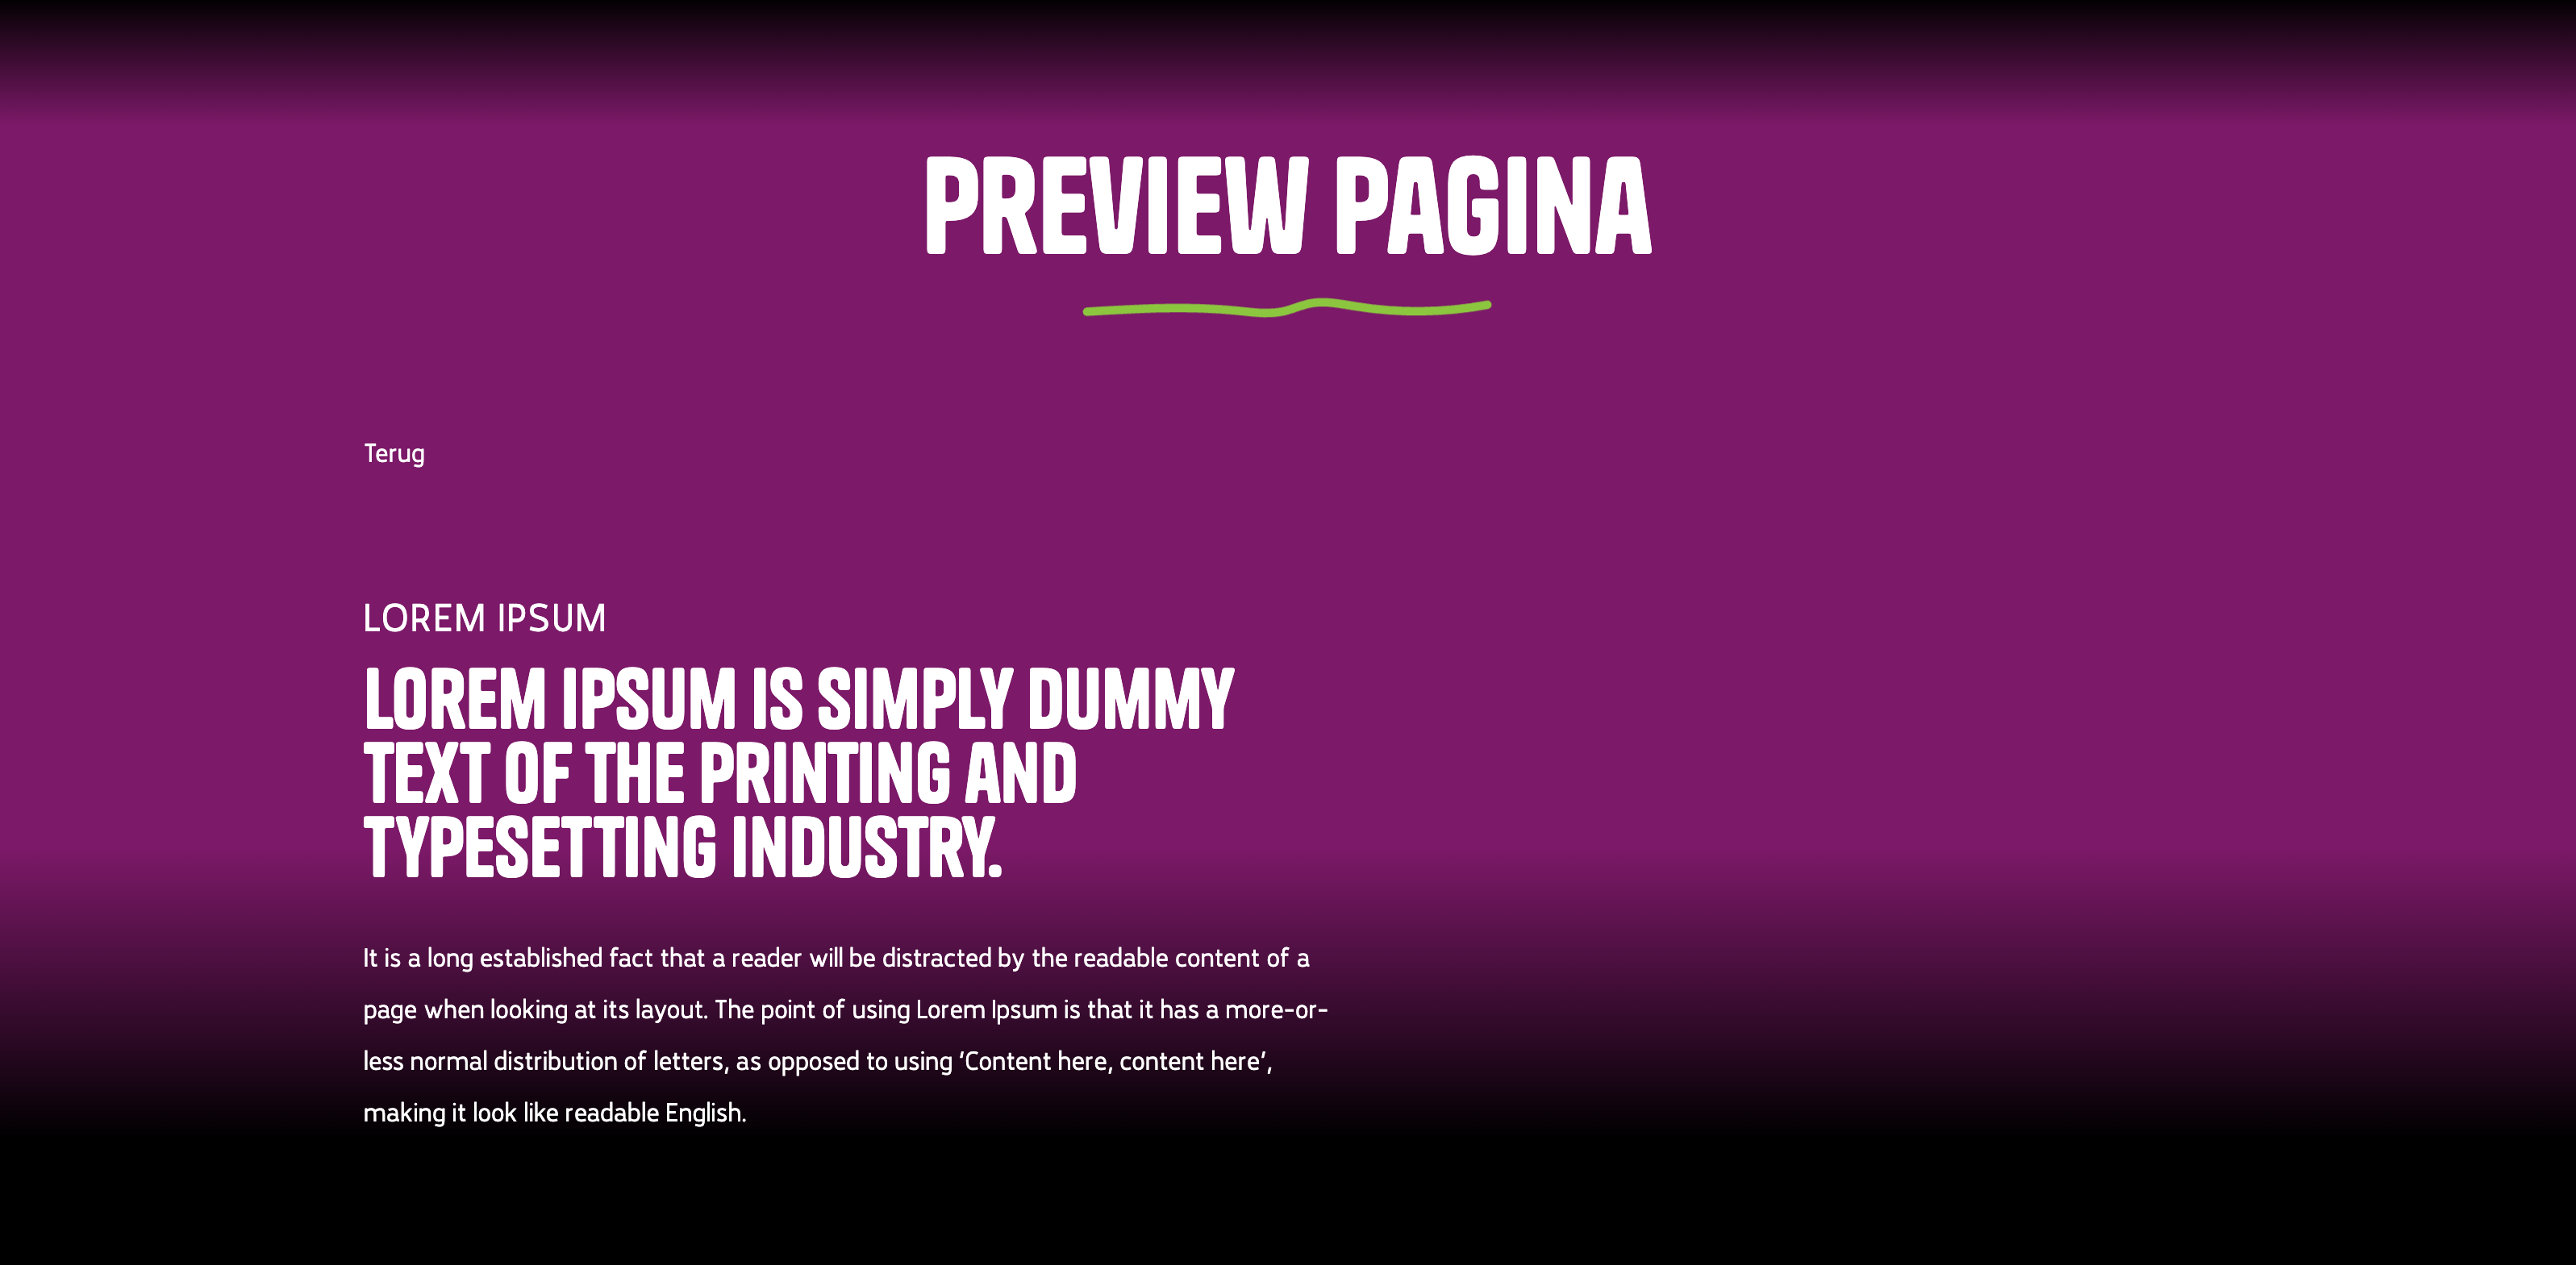 PREVIEW PAGINA
Terug
LOREM IPSUM
LOREM IPSUM IS SIMPLY DUMMY
TEXT OF THE PRINTING AND
TYPESETTING INDUSTRY.
It is a long established fact that a reader will be distracted by the readable content of a
page when looking at its layout. The point of using Lorem Ipsum is that it has a more-or-
less normal distribution of letters, as opposed to using ‘Content here, content here’,
making it look like readable English.